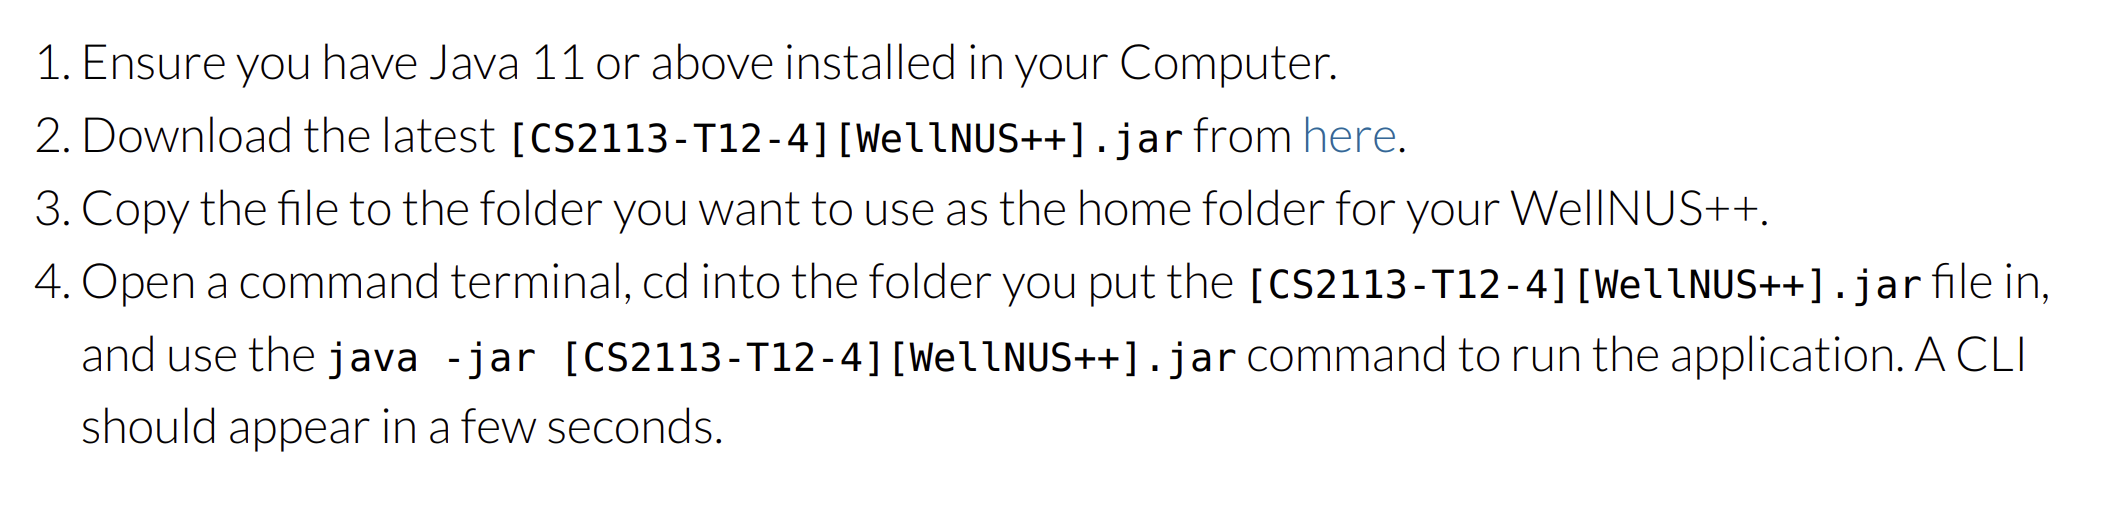 1. Ensure you have Java 11 or above installed in your Computer.
2. Download the latest [CS2113-T12-4][WellNUS++].jar from here.
3. Copy the file to the folder you want to use as the home folder for your WellNUS++.
4. Open a command terminal, cd into the folder you put the [CS2113-T12-4][WellNUS++].jar file in,
and use the java -jar [CS2113-T12-4][WellNUS++].jar command to run the application. A CLI
should appear in a few seconds.